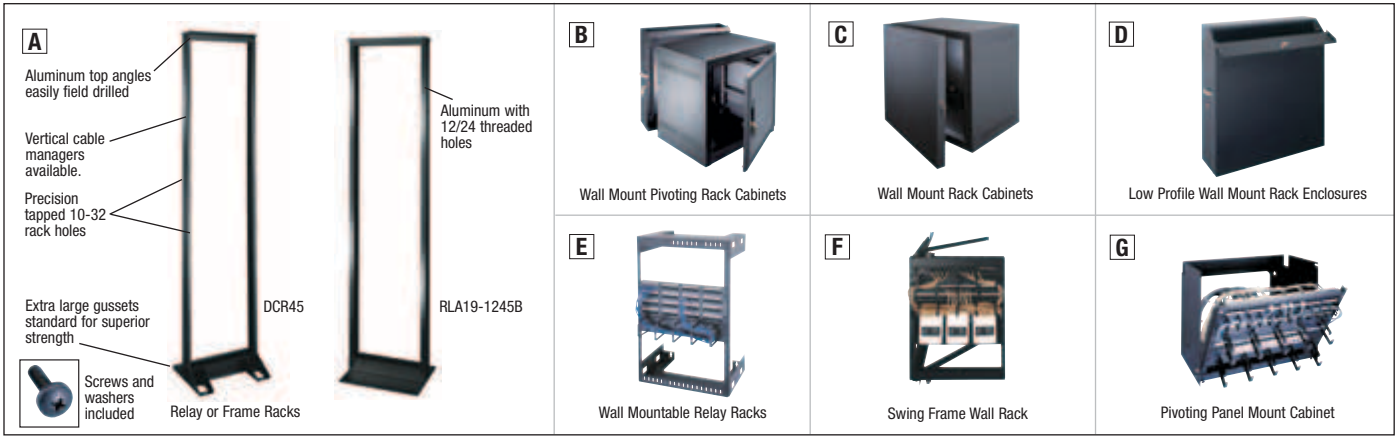 A
Aluminum top angles
easily field drilled
Vertical cable
managers
available.
Precision
tapped 10-32
rack holes
Extra large gussets
standard for superior
strength
Screws and
washers
included
DCR45
Relay or Frame Racks
Aluminum with
12/24 threaded
holes
RLA19-1245B
B
Wall Mount Pivoting Rack Cabinets
C
Wall Mount Rack Cabinets
D
Low Profile Wall Mount Rack Enclosures
E
Wall Mountable Relay Racks
F
Swing Frame Wall Rack
G
Pivoting Panel Mount Cabinet